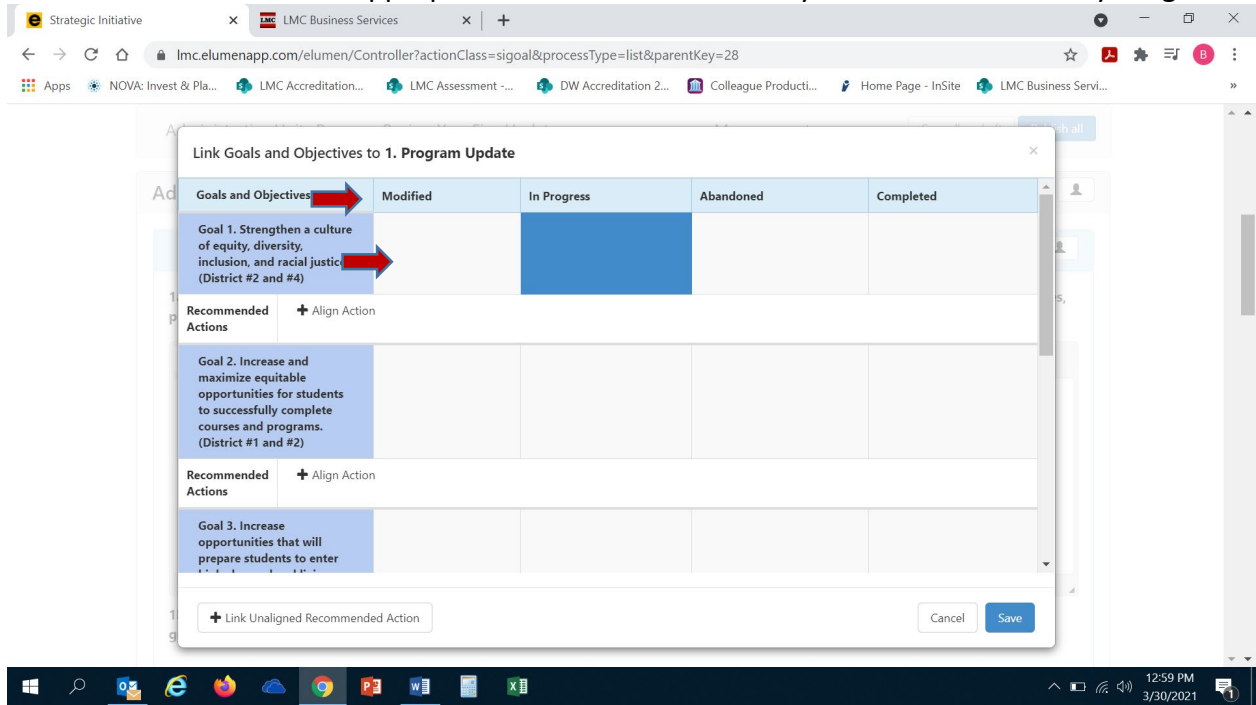 Strategic Initiative
LMC Business Services
lmc.elumenapp.com/elumen/Controller?actionClass=sigoal&processType=list&parentKey=28
B
Apps NOVA: Invest & Pla... LMC Accreditation... LMC Assessment -... DW Accreditation 2... Colleague Producti... Home Page - InSite LMC Business Servi... »
Link Goals and Objectives to 1. Program Update ×
Ad
Goals and Objectives Modified In Progress Abandoned Completed
Goal 1. Strengthen a culture
of equity, diversity,
inclusion, and racial justice
(District #2 and #4)
Recommended
Actions
+ Align Action
Goal 2. Increase and
maximize equitable
opportunities for students
to successfully complete
courses and programs.
(District #1 and #2)
Recommended
Actions
+ Align Action
Goal 3. Increase
opportunities that will
prepare students to enter
+ Link Unaligned Recommended Action Cancel Save
12:59 PM
3/30/2021